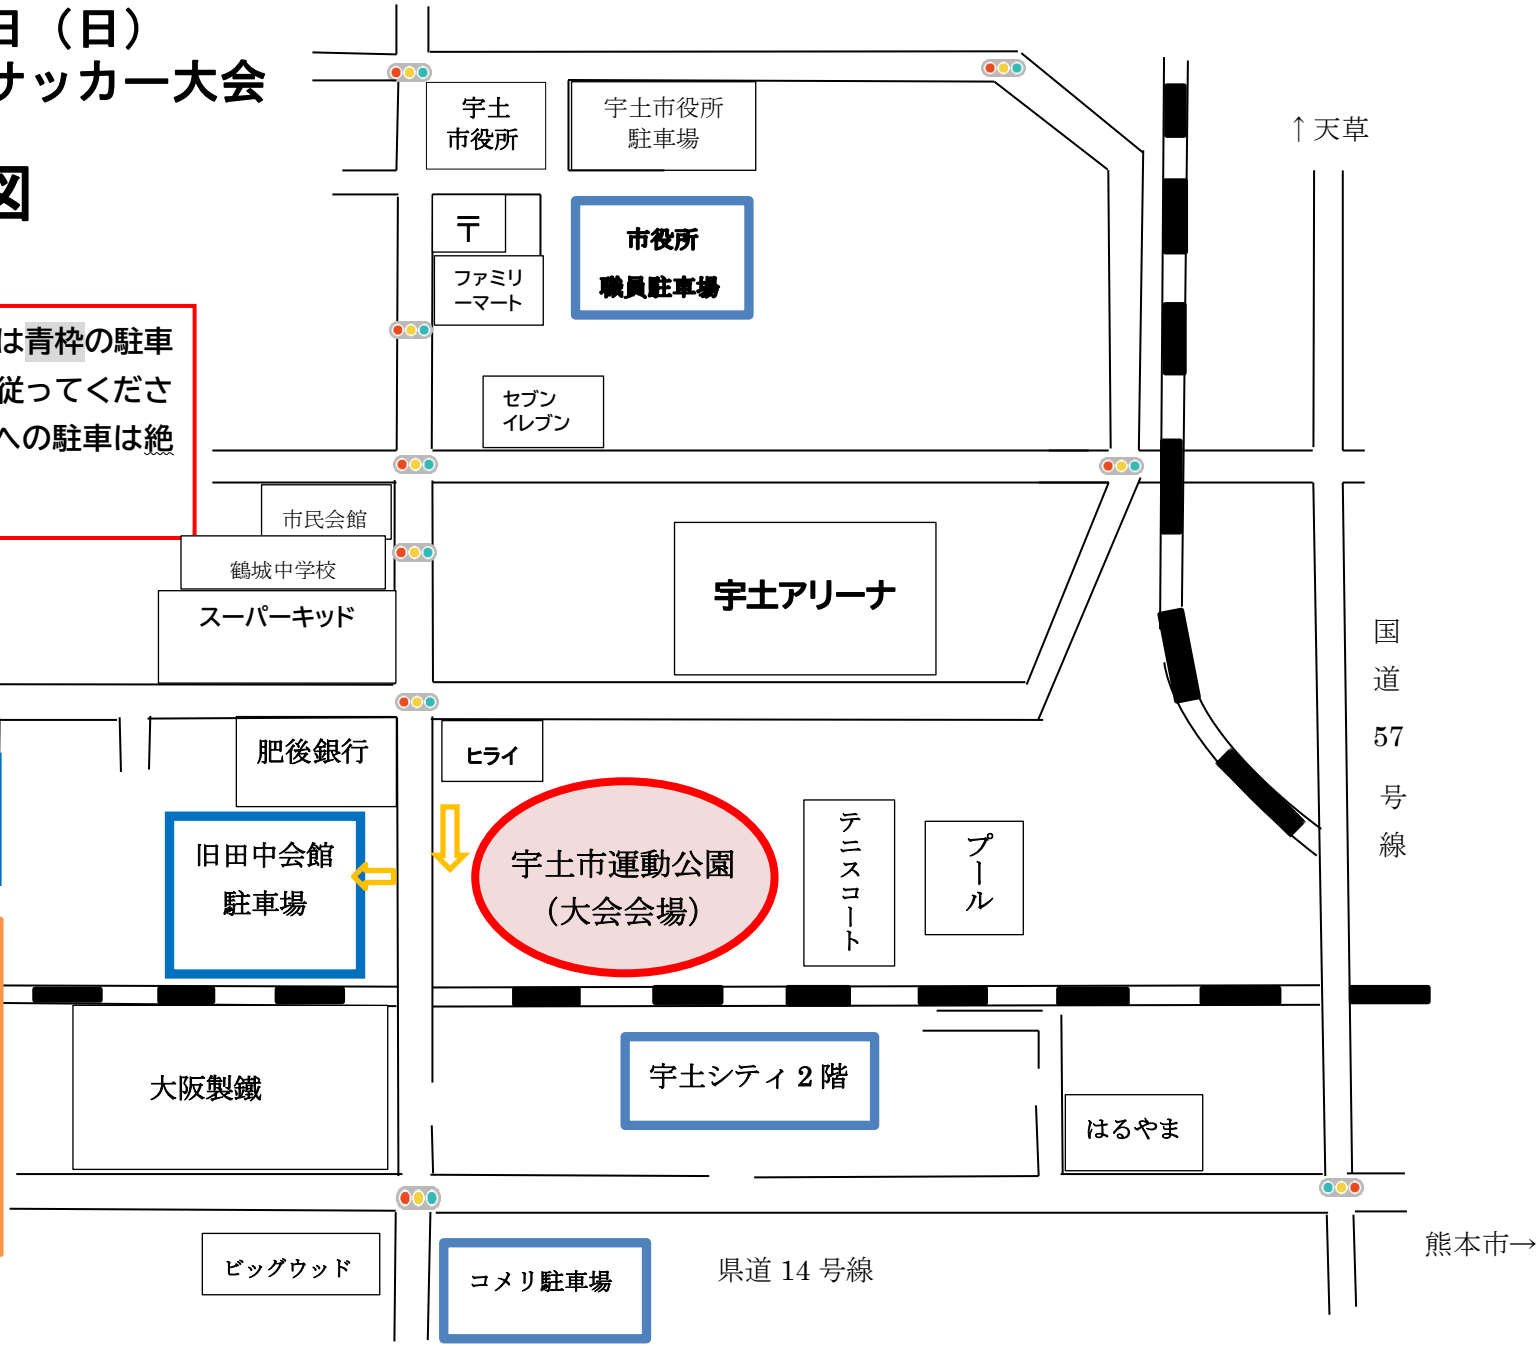 日（日）
サッカー大会
図
は青枠の駐車
従ってくださ
への駐車は絶
宇土
市役所
宇土市役所
駐車場
〒
ファミリ
ーマート
市役所
職員駐車場
セブン
イレブン
↑天草
市民会館
鶴城中学校
スーパーキッド
宇土アリーナ
国
道
57
号
線
肥後銀行
ヒライ
旧田中会館
駐車場
宇土市運動公園
（大会会場）
テニスコート
プール
大阪製鐵
宇土シティ２階
はるやま
ビッグウッド
コメリ駐車場
県道 14 号線
熊本市→